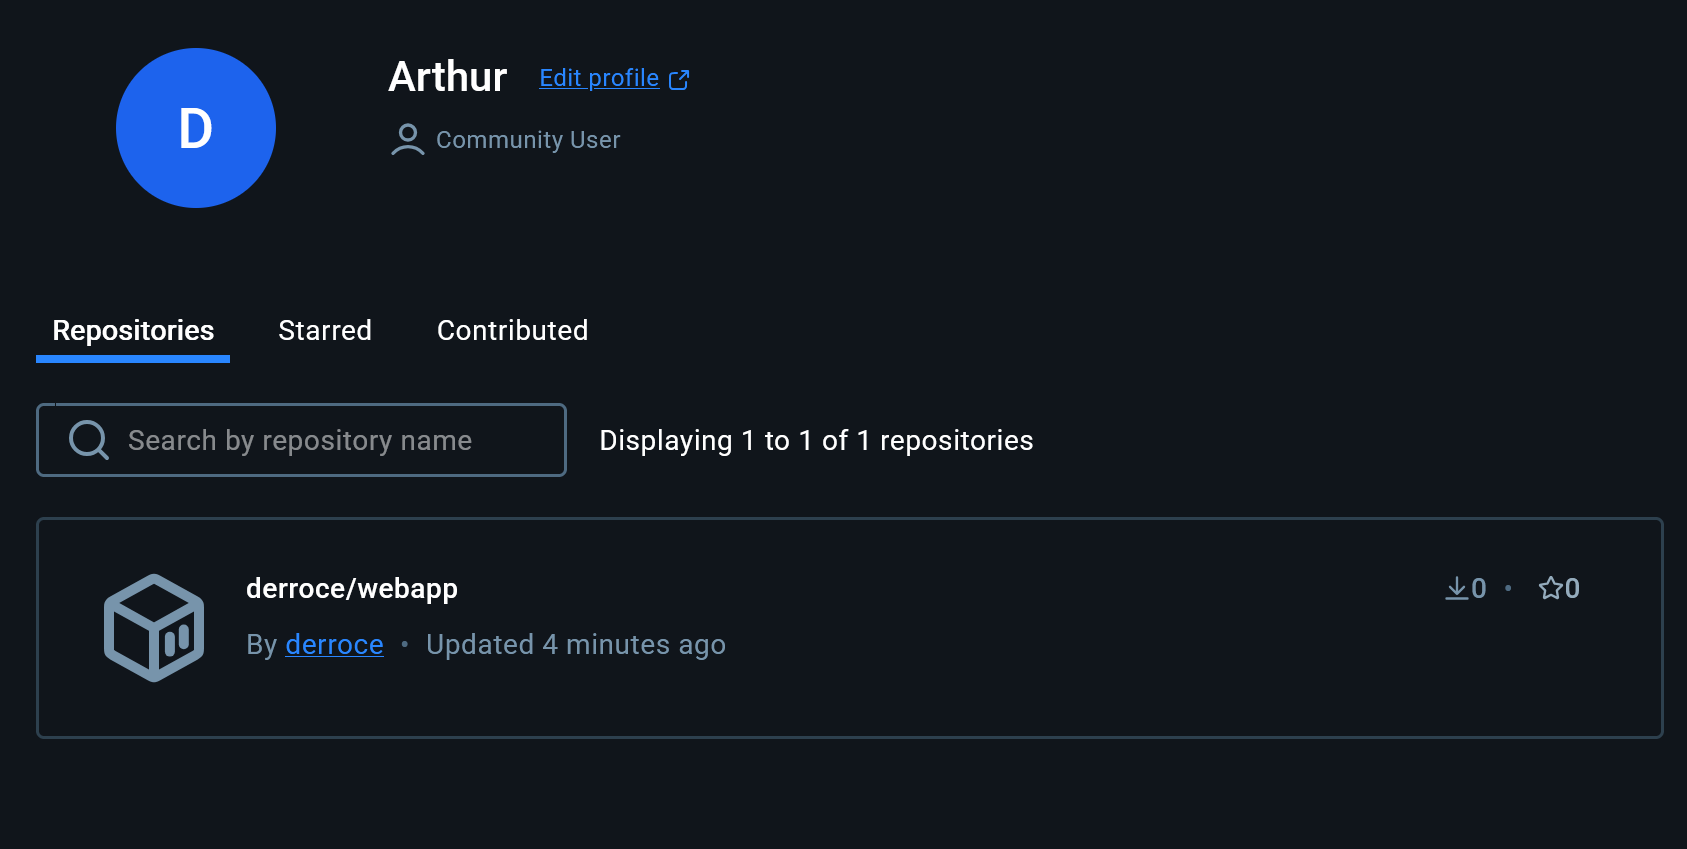 D
Arthur Edit profile
Community User
Repositories Starred Contributed
Search by repository name Displaying 1 to 1 of 1 repositories
derroce/webapp 0 • 0
By derroce • Updated 4 minutes ago